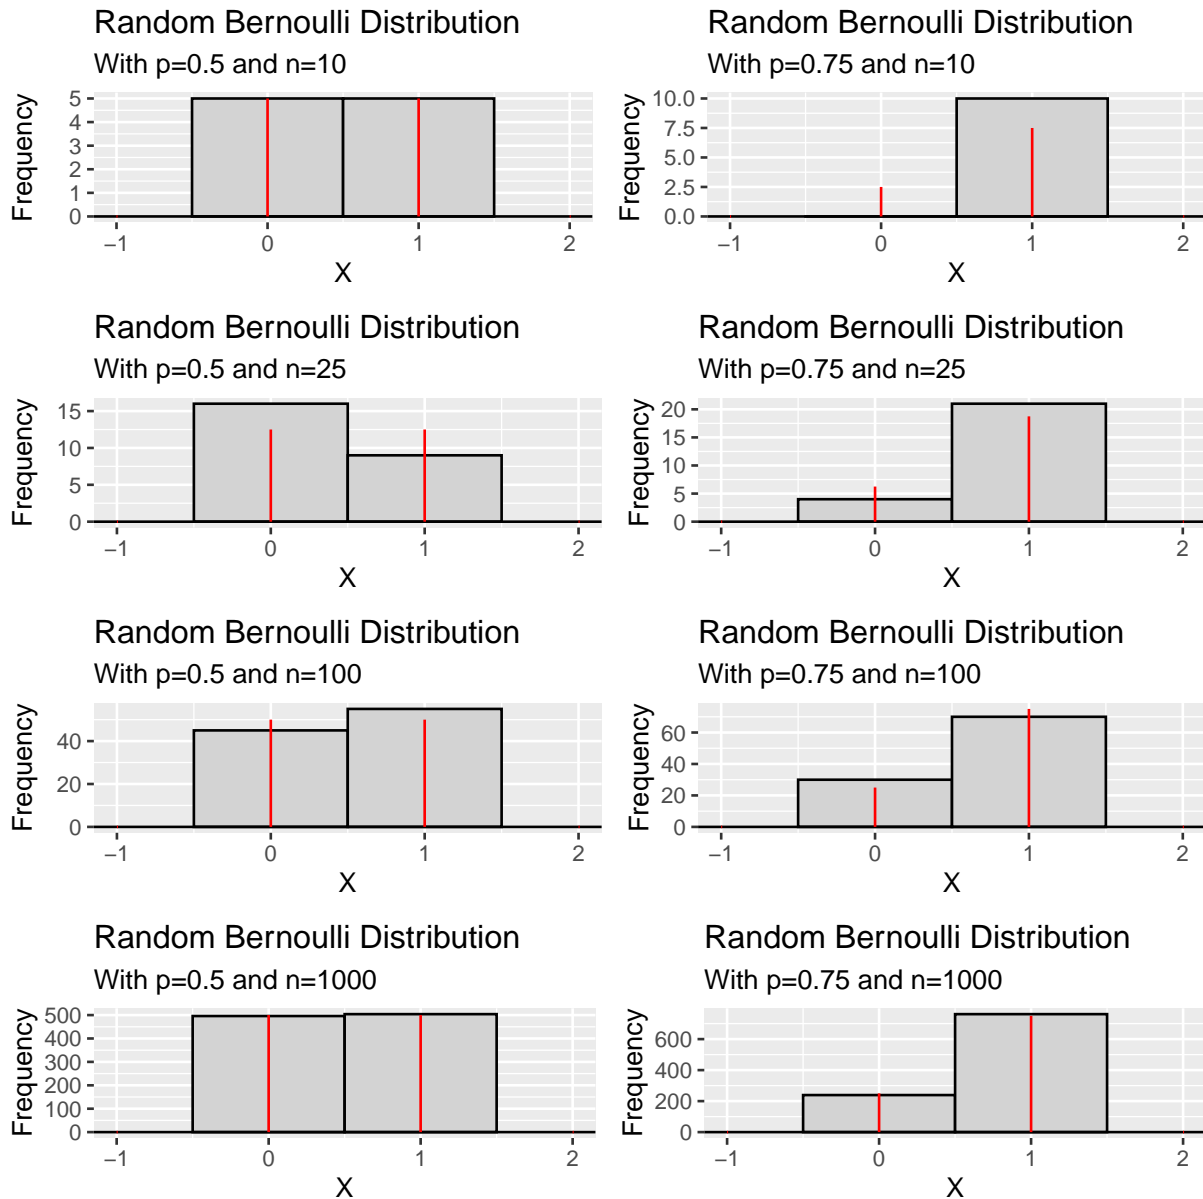 Random Bernoulli Distribution
With p=0.5 and n=10
Frequency
5
4
3
2
1
0
−1 0 1 2
X
Random Bernoulli Distribution
With p=0.75 and n=10
Frequency
10.0
7.5
5.0
2.5
0.0
−1 0 1 2
X
Random Bernoulli Distribution
With p=0.5 and n=25
Frequency
15
10
5
0
−1 0 1 2
X
Random Bernoulli Distribution
With p=0.75 and n=25
Frequency
20
15
10
5
0
−1 0 1 2
X
Random Bernoulli Distribution
With p=0.5 and n=100
Frequency
40
20
0
−1 0 1 2
X
Random Bernoulli Distribution
With p=0.75 and n=100
Frequency
60
40
20
0
−1 0 1 2
X
Random Bernoulli Distribution
With p=0.5 and n=1000
Frequency
500
400
300
200
100
0
−1 0 1 2
X
Random Bernoulli Distribution
With p=0.75 and n=1000
Frequency
600
400
200
0
−1 0 1 2
X